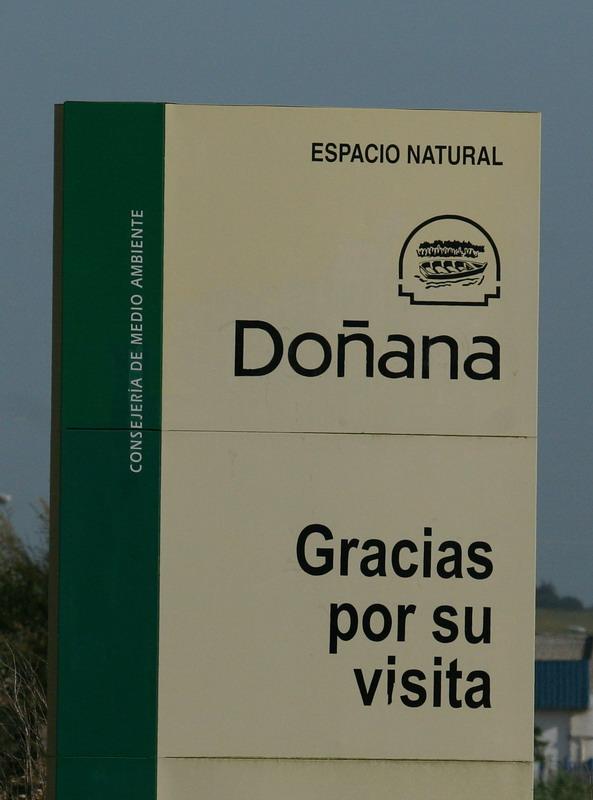 ESPACIO NATURAL
Doñana
CONSEJERÍA DE MEDIO AMBIENTE
Gracias
por su
visita